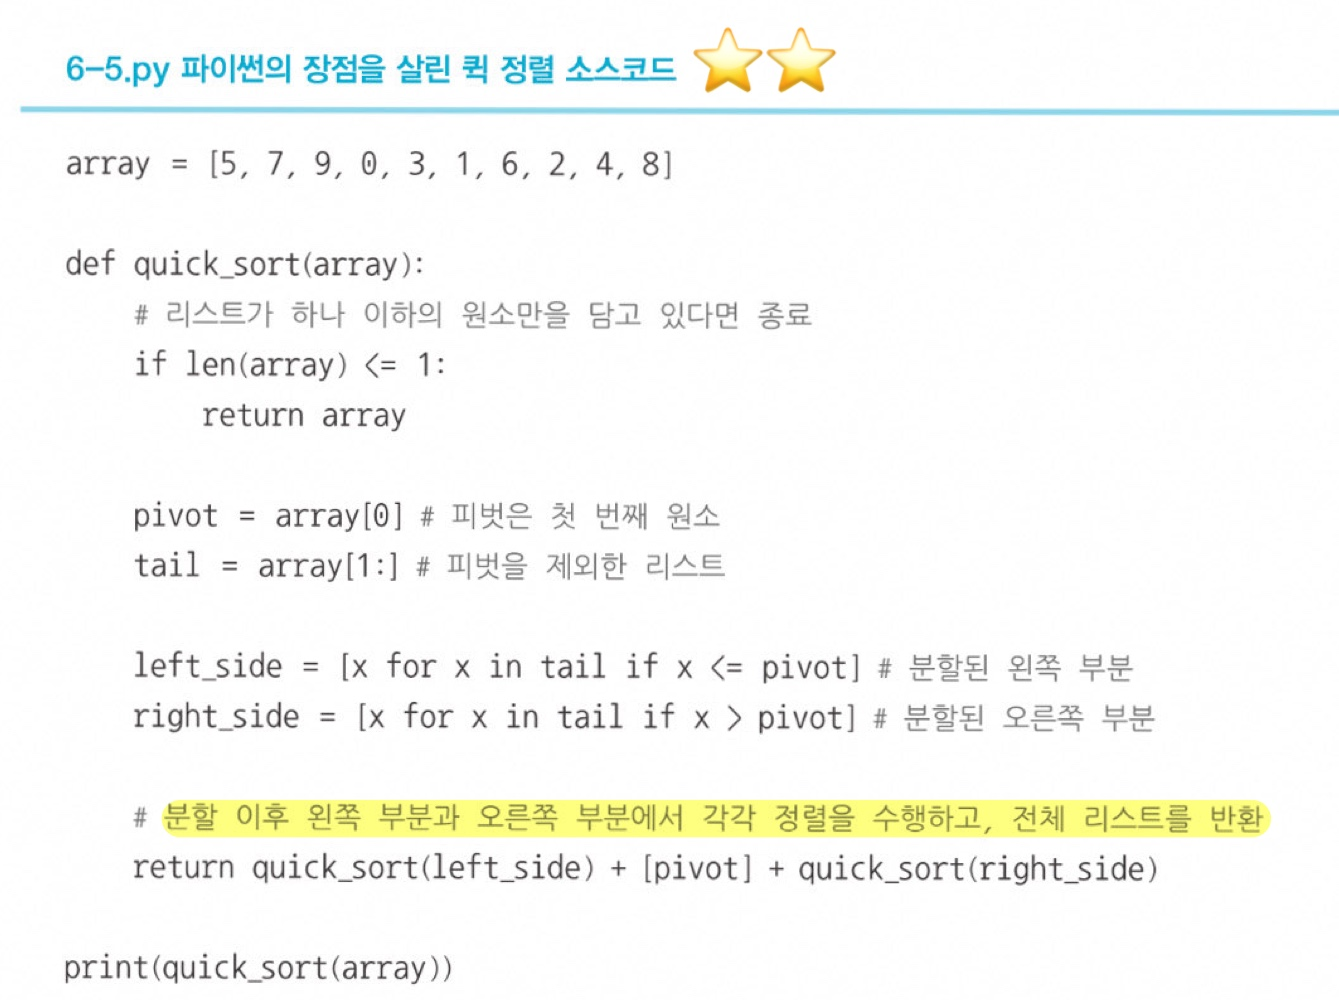 6-5.py 파이썬의 장점을 살린 퀵 정렬 소스코드
array = [5, 7, 9, 0, 3, 1, 6, 2, 4, 8]
def quick_sort(array):
# 리스트가 하나 이하의 원소만을 담고 있다면 종료
if len(array) <= 1:
return array
pivot = array[0] # 피벗은 첫 번째 원소
tail = array[1:] # 피벗을 제외한 리스트
left_side = [x for x in tail if x <= pivot] # 분할된 왼쪽 부분
right_side = [x for x in tail if x > pivot] # 분할된 오른쪽 부분
# 분할 이후 왼쪽 부분과 오른쪽 부분에서 각각 정렬을 수행하고, 전체 리스트를 반환
return quick_sort(left_side) + [pivot] + quick_sort(right_side)
print(quick_sort(array))